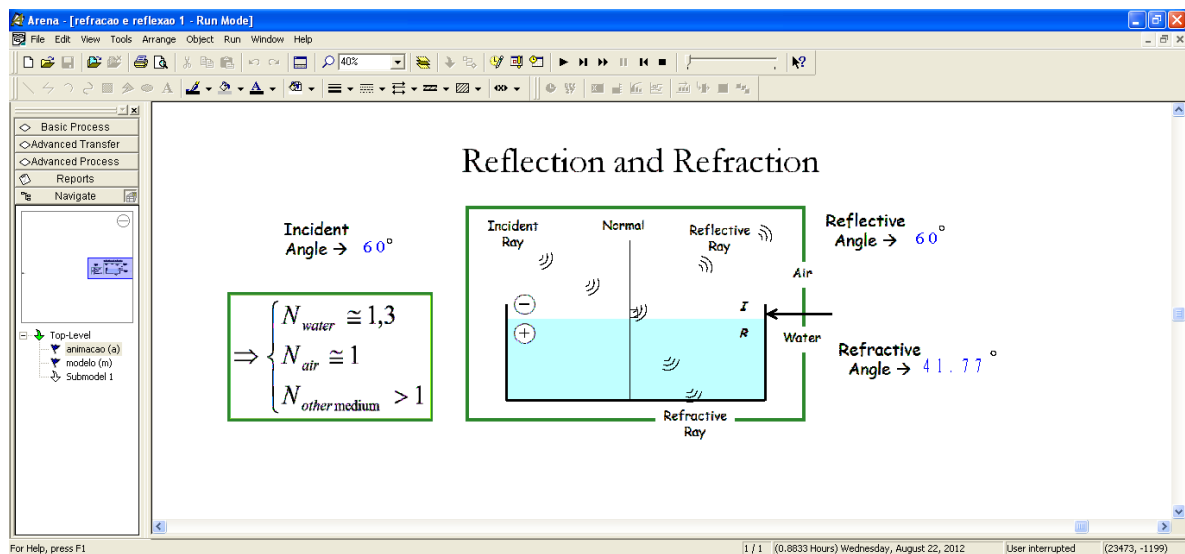 Arena - [refracao e reflexao 1 - Run Mode]
File Edit View Tools Arrange Object Run Window Help
40%
Basic Process
Advanced Transfer
Advanced Process
Reports
Navigate
Top-Level
animacao (a)
modelo (m)
Submodel 1
Reflection and Refraction
Incident
Angle → 60°
⇒ { N water ≅ 1,3
N air ≅ 1
N other medium > 1
Incident
Ray
Normal
Reflective
Ray
I
R
Refractive
Ray
Reflective
Angle → 60°
Air
Water
Refractive
Angle → 41.77°
For Help, press F1
1 / 1 (0.8833 Hours) Wednesday, August 22, 2012 User interrupted (23473, -1199)